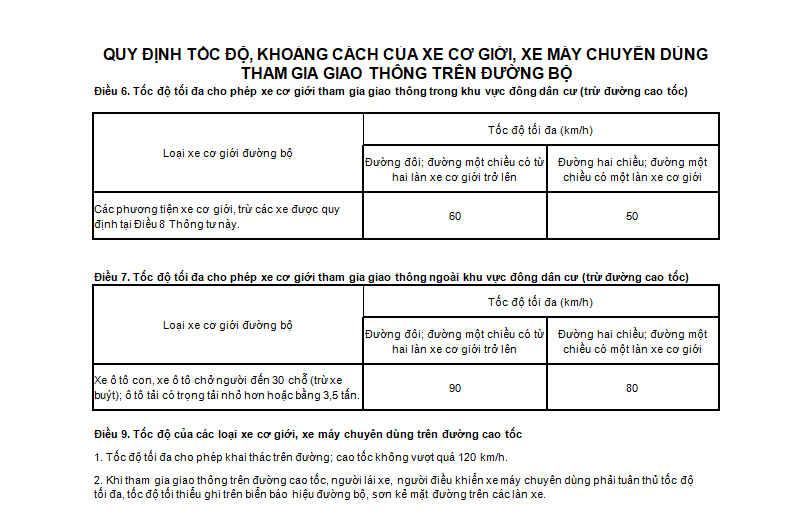 QUY ĐỊNH TỐC ĐỘ, KHOẢNG CÁCH CỦA XE CƠ GIỚI, XE MÁY CHUYÊN DÙNG
THAM GIA GIAO THÔNG TRÊN ĐƯỜNG BỘ
Điều 6. Tốc độ tối đa cho phép xe cơ giới tham gia giao thông trong khu vực đông dân cư (trừ đường cao tốc)
Loại xe cơ giới đường bộ
Tốc độ tối đa (km/h)
Đường đôi; đường một chiều có từ
hai làn xe cơ giới trở lên
Đường hai chiều; đường một
chiều có một làn xe cơ giới
Các phương tiện xe cơ giới, trừ các xe được quy
định tại Điều 8 Thông tư này.
60
50
Điều 7. Tốc độ tối đa cho phép xe cơ giới tham gia giao thông ngoài khu vực đông dân cư (trừ đường cao tốc)
Loại xe cơ giới đường bộ
Tốc độ tối đa (km/h)
Đường đôi; đường một chiều có từ
hai làn xe cơ giới trở lên
Đường hai chiều; đường một
chiều có một làn xe cơ giới
Xe ô tô con, xe ô tô chở người đến 30 chỗ (trừ xe
buýt); ô tô tải có trọng tải nhỏ hơn hoặc bằng 3,5 tấn.
90
80
Điều 9. Tốc độ của các loại xe cơ giới, xe máy chuyên dùng trên đường cao tốc
1. Tốc độ tối đa cho phép khai thác trên đường; cao tốc không vượt quá 120 km/h.
2. Khi tham gia giao thông trên đường cao tốc, người lái xe, người điều khiển xe máy chuyên dùng phải tuân thủ tốc độ
tối đa, tốc độ tối thiểu ghi trên biển báo hiệu đường bộ, sơn kẻ mặt đường trên các làn xe.